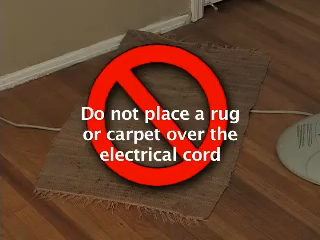 Do not place a rug
or carpet over the
electrical cord